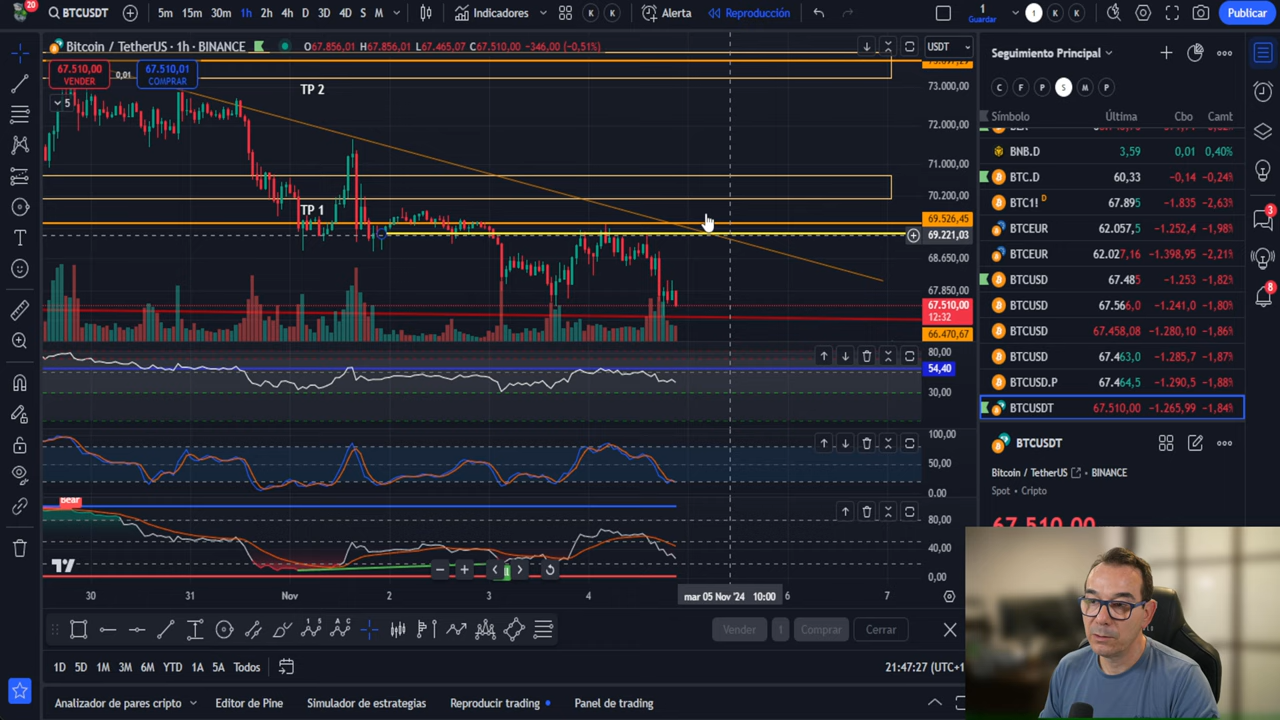 20
BTCUSDT
5m 15m 30m 1h 2h 4h D 3D 4D S M
Indicadores
K K
Alerta
Reproducción
1
Guardar
1 K K
Publicar
Bitcoin / TetherUS · 1h · BINANCE
O67.856,01 H67.856,01 L67.465,07 C67.510,00 −346,00 (−0,51%)
USDT
67.510,00
VENDER
0,01
67.510,01
COMPRAR
5
TP 2
TP 1
73.000,00
72.000,00
71.000,00
70.200,00
69.526,45
69.221,03
68.650,00
67.850,00
67.510,00
12:32
66.470,67
80,00
54,40
30,00
100,00
50,00
0,00
Bear
80,00
40,00
0,00
30 31 Nov 2 3 4 6 7
mar 05 Nov '24 10:00
Vender 1 Comprar Cerrar
1D 5D 1M 3M 6M YTD 1A 5A Todos
21:47:27 (UTC+1
Analizador de pares cripto
Editor de Pine
Simulador de estrategias
Reproducir trading
Panel de trading
Seguimiento Principal
C F P S M P
Símbolo Última Cbo Camt
BNB.D 3,59 0,01 0,40%
BTC.D 60,33 −0,14 −0,24%
BTC1! D 67.895 −1.835 −2,63%
BTCEUR 62.057,5 −1.252,4 −1,98%
BTCEUR 62.027,16 −1.398,95 −2,21%
BTCUSD 67.485 −1.253 −1,82%
BTCUSD 67.566,0 −1.241,0 −1,80%
BTCUSD 67.458,08 −1.280,10 −1,86%
BTCUSD 67.463,0 −1.285,7 −1,87%
BTCUSD.P 67.464,5 −1.290,5 −1,88%
BTCUSDT 67.510,00 −1.265,99 −1,84%
BTCUSDT
Bitcoin / TetherUS
BINANCE
Spot • Cripto
67.510,00
3
8